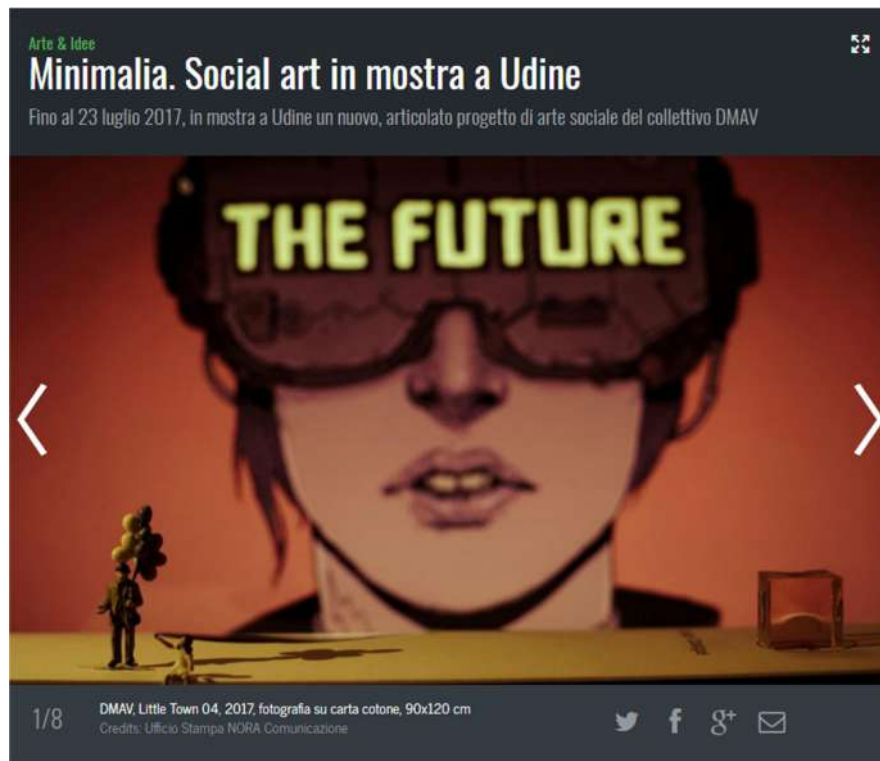 Arte & Idee
Minimalia. Social art in mostra a Udine
Fino al 23 luglio 2017, in mostra a Udine un nuovo, articolato progetto di arte sociale del collettivo DMAV
THE FUTURE
1/8
DMAV, Little Town 04, 2017, fotografia su carta cotone, 90x120 cm
Credits: Ufficio Stampa NORA Comunicazione